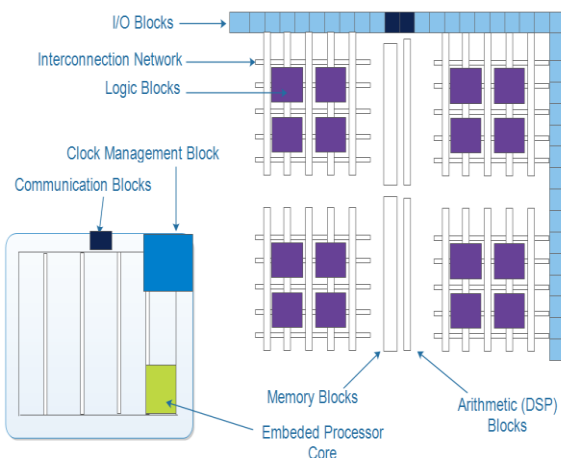 I/O Blocks
Interconnection Network
Logic Blocks
Clock Management Block
Communication Blocks
Memory Blocks
Arithmetic (DSP)
Blocks
Embeded Processor
Core